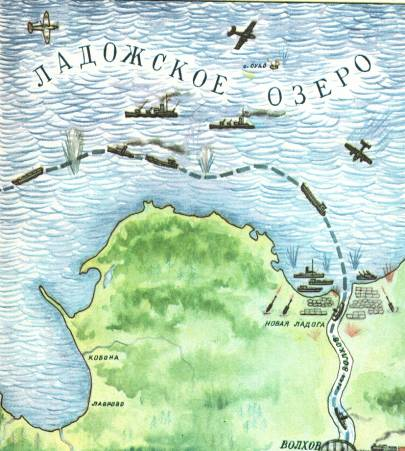 ЛАДОЖСКОЕ ОЗЕРО
о. СУХО
НОВАЯ ЛАДОГА
ВОЛХОВ
КОБОНА
ЛАВРОВО
ВОЛХОВ